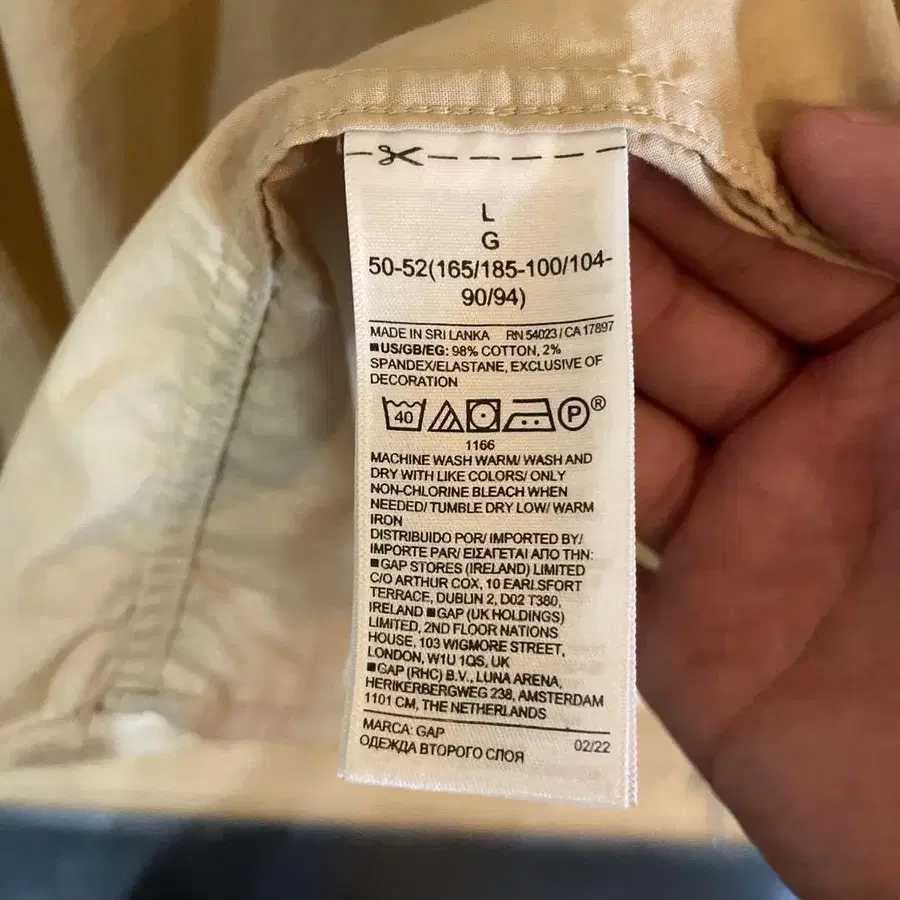 L
G
50-52(165/185-100/104-
90/94)
MADE IN SRI LANKA RN 54023 / CA 17897
■US/GB/EG: 98% COTTON, 2%
SPANDEX/ELASTANE, EXCLUSIVE OF
DECORATION
40 P ®
1166
MACHINE WASH WARM/ WASH AND
DRY WITH LIKE COLORS/ ONLY
NON-CHLORINE BLEACH WHEN
NEEDED/ TUMBLE DRY LOW/ WARM
IRON
DISTRIBUIDO POR/ IMPORTED BY/
IMPORTE PAR/ ΕΙΣΑΓΕΤΑΙ ΑΠΟ ΤΗΝ:
■GAP STORES (IRELAND) LIMITED
C/O ARTHUR COX, 10 EARLSFORT
TERRACE, DUBLIN 2, D02 T380,
IRELAND ■GAP (UK HOLDINGS)
LIMITED, 2ND FLOOR NATIONS
HOUSE, 103 WIGMORE STREET,
LONDON, W1U 1QS, UK
■GAP (RHC) B.V., LUNA ARENA,
HERIKERBERGWEG 238, AMSTERDAM
1101 CM, THE NETHERLANDS
MARCA: GAP
ОДЕЖДА ВТОРОГО СЛОЯ 02/22